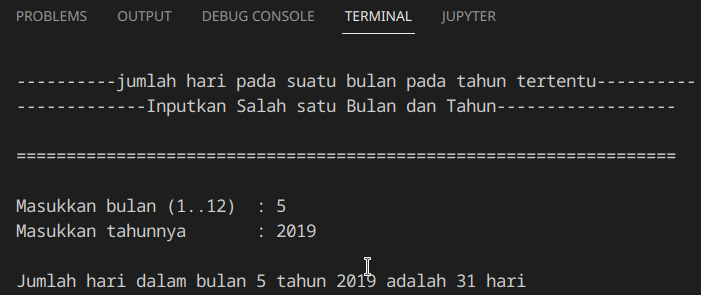 PROBLEMS OUTPUT DEBUG CONSOLE TERMINAL JUPYTER
----------jumlah hari pada suatu bulan pada tahun tertentu----------
-------------Inputkan Salah satu Bulan dan Tahun------------------
==================================================================
Masukkan bulan (1..12) : 5
Masukkan tahunnya : 2019
Jumlah hari dalam bulan 5 tahun 2019 adalah 31 hari